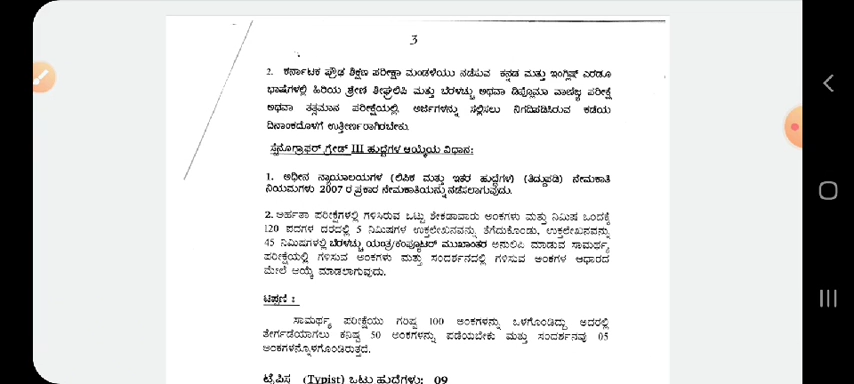 3
2. ಕರ್ನಾಟಕ ಪ್ರೌಢ ಶಿಕ್ಷಣ ಪರೀಕ್ಷಾ ಮಂಡಳಿಯು ನಡೆಸುವ ಕನ್ನಡ ಮತ್ತು ಇಂಗ್ಲಿಷ್ ಎರಡೂ
ಭಾಷೆಗಳಲ್ಲಿ ಹಿರಿಯ ಶ್ರೇಣಿ ಶೀಘ್ರಲಿಪಿ ಮತ್ತು ಬೆರಳಚ್ಚು ಅಥವಾ ಡಿಪ್ಲೊಮಾ ವಾಣಿಜ್ಯ ಪರೀಕ್ಷೆ
ಅಥವಾ ತತ್ಸಮಾನ ಪರೀಕ್ಷೆಯಲ್ಲಿ ಅರ್ಜಿಗಳನ್ನು ಸಲ್ಲಿಸಲು ನಿಗದಿಪಡಿಸಿರುವ ಕಡೆಯ
ದಿನಾಂಕದೊಳಗೆ ಉತ್ತೀರ್ಣರಾಗಿರಬೇಕು.
ಸ್ಟೆನೋಗ್ರಾಫರ್ ಗ್ರೇಡ್ III ಹುದ್ದೆಗಳ ಆಯ್ಕೆಯ ವಿಧಾನ:
1. ಅಧೀನ ನ್ಯಾಯಾಲಯಗಳ (ಲಿಪಿಕ ಮತ್ತು ಇತರ ಹುದ್ದೆಗಳ) (ತಿದ್ದುಪಡಿ) ನೇಮಕಾತಿ
ನಿಯಮಗಳು 2007 ರ ಪ್ರಕಾರ ನೇಮಕಾತಿಯನ್ನು ನಡೆಸಲಾಗುವುದು.
2. ಅರ್ಹತಾ ಪರೀಕ್ಷೆಗಳಲ್ಲಿ ಗಳಿಸಿರುವ ಒಟ್ಟು ಶೇಕಡಾವಾರು ಅಂಕಗಳು ಮತ್ತು ನಿಮಿಷ ಒಂದಕ್ಕೆ
120 ಪದಗಳ ದರದಲ್ಲಿ 5 ನಿಮಿಷಗಳ ಉಕ್ತಲೇಖನವನ್ನು ತೆಗೆದುಕೊಂಡು, ಉಕ್ತಲೇಖನವನ್ನು
45 ನಿಮಿಷಗಳಲ್ಲಿ ಬೆರಳಚ್ಚು ಯಂತ್ರ/ಕಂಪ್ಯೂಟರ್ ಮುಖಾಂತರ ಅನುಲಿಪಿ ಮಾಡುವ ಸಾಮರ್ಥ್ಯ
ಪರೀಕ್ಷೆಯಲ್ಲಿ ಗಳಿಸುವ ಅಂಕಗಳು ಮತ್ತು ಸಂದರ್ಶನದಲ್ಲಿ ಗಳಿಸುವ ಅಂಕಗಳ ಆಧಾರದ
ಮೇಲೆ ಆಯ್ಕೆ ಮಾಡಲಾಗುವುದು.
ಟಿಪ್ಪಣಿ :
ಸಾಮರ್ಥ್ಯ ಪರೀಕ್ಷೆಯು ಗರಿಷ್ಠ 100 ಅಂಕಗಳನ್ನು ಒಳಗೊಂಡಿದ್ದು ಅದರಲ್ಲಿ
ತೇರ್ಗಡೆಯಾಗಲು ಕನಿಷ್ಠ 50 ಅಂಕಗಳನ್ನು ಪಡೆಯಬೇಕು ಮತ್ತು ಸಂದರ್ಶನವು 05
ಅಂಕಗಳನ್ನೊಳಗೊಂಡಿರುತ್ತದೆ.
ಟೈಪಿಸ್ಟ (Typist) ಒಟ್ಟು ಹುದ್ದೆಗಳು: 09